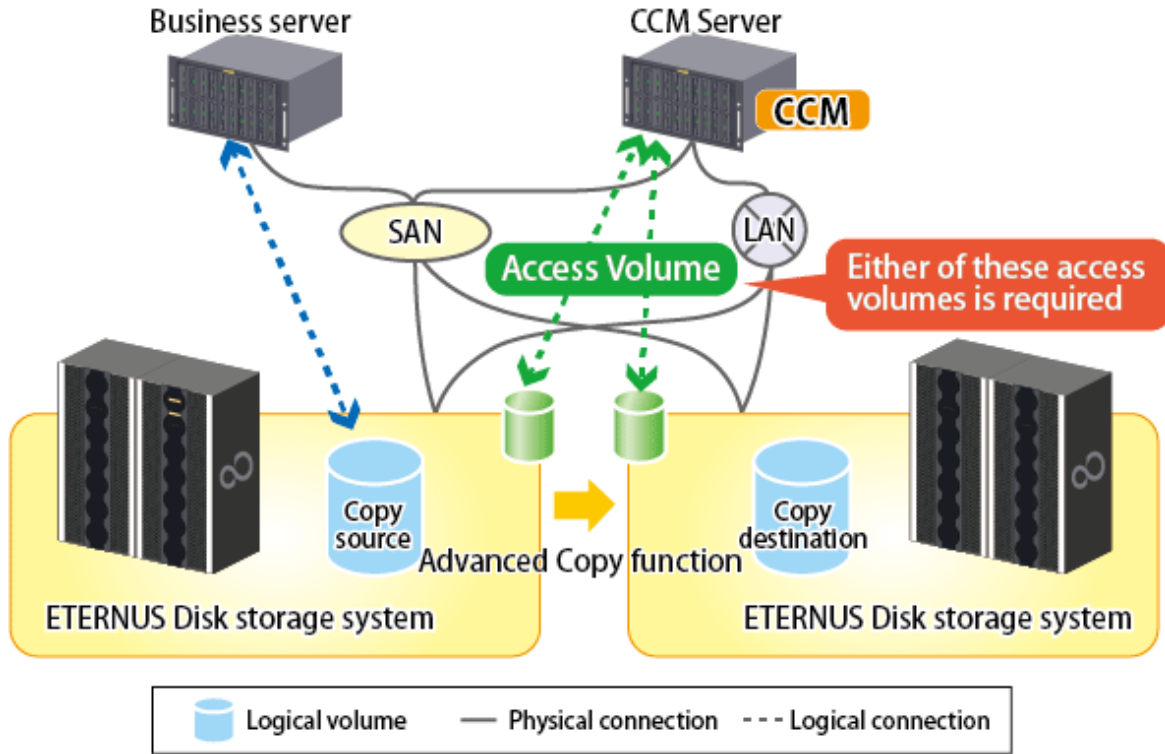 Business server
CCM Server
CCM
SAN
LAN
Access Volume
Either of these access
volumes is required
Copy
source
Copy
destination
Advanced Copy function
ETERNUS Disk storage system
ETERNUS Disk storage system
Logical volume
Physical connection
Logical connection